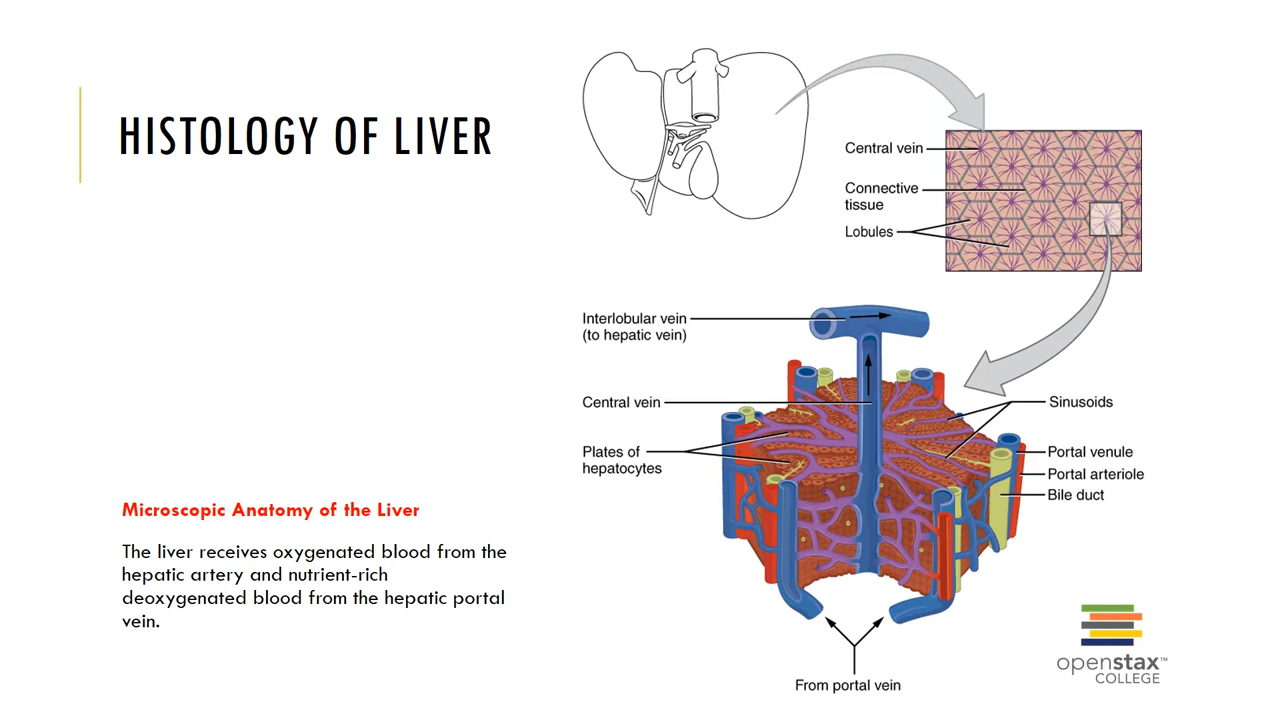 HISTOLOGY OF LIVER
Microscopic Anatomy of the Liver
The liver receives oxygenated blood from the
hepatic artery and nutrient-rich
deoxygenated blood from the hepatic portal
vein.
Central vein
Connective
tissue
Lobules
Interlobular vein
(to hepatic vein)
Central vein
Plates of
hepatocytes
Sinusoids
Portal venule
Portal arteriole
Bile duct
From portal vein
openstax™
COLLEGE